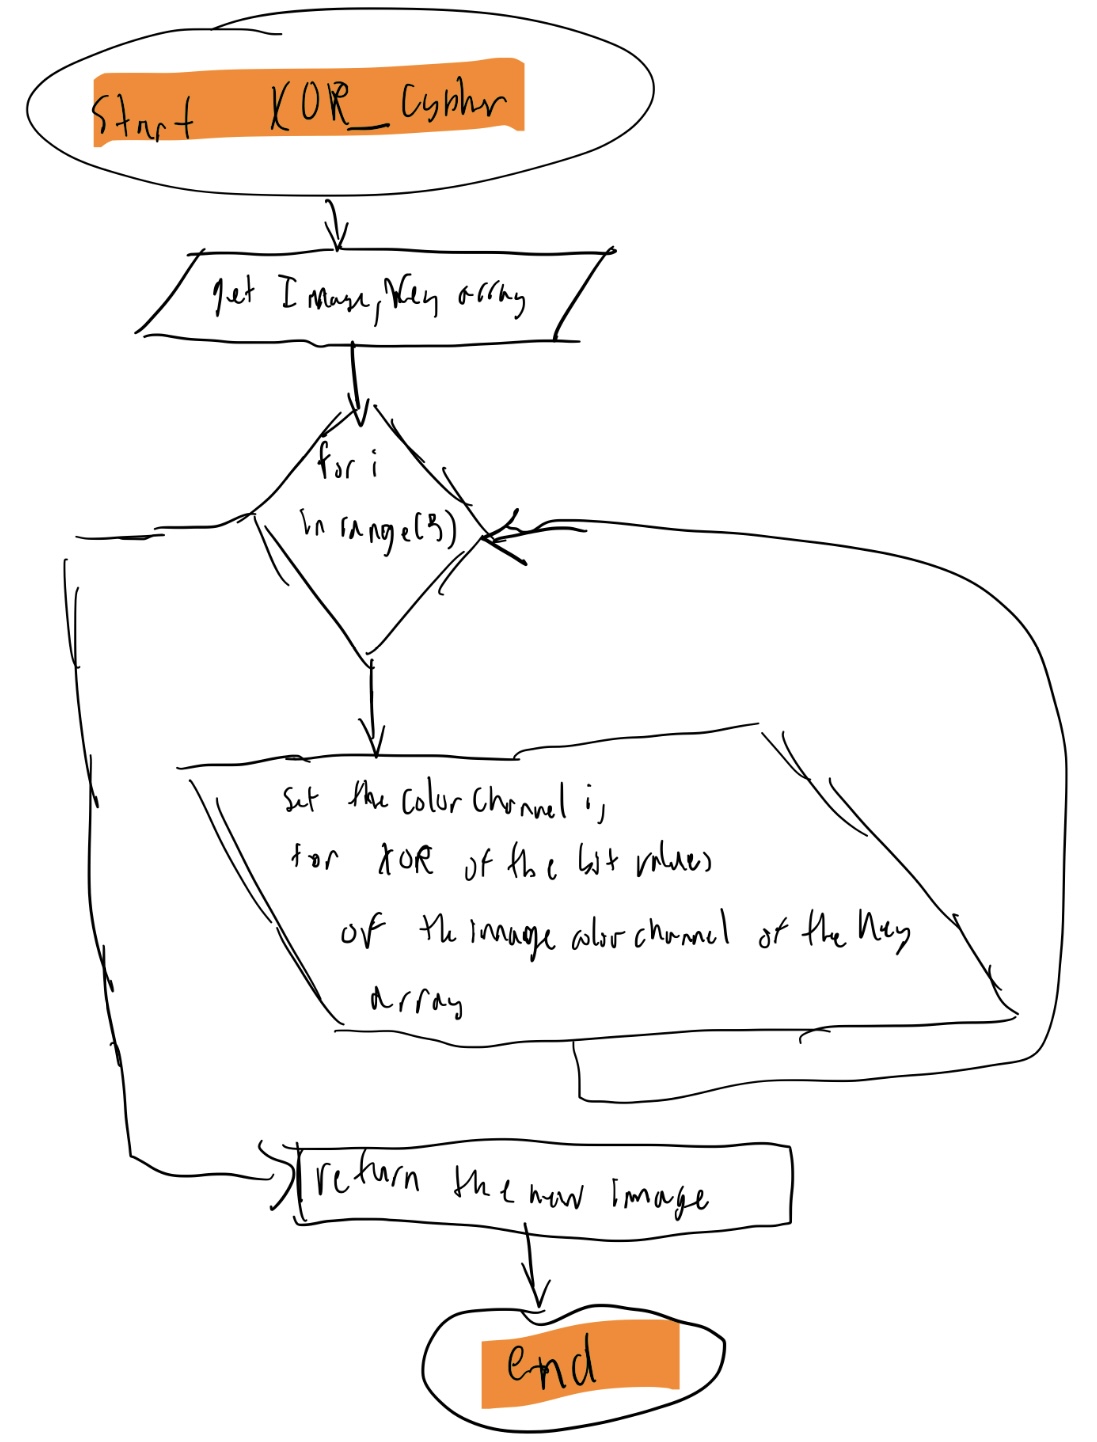 Start XOR_Cypher
get Image, Key array
for i
in range(3)
Set the color channel i,
for XOR of the bit values
of the image color channel of the key
array
return the new image
end